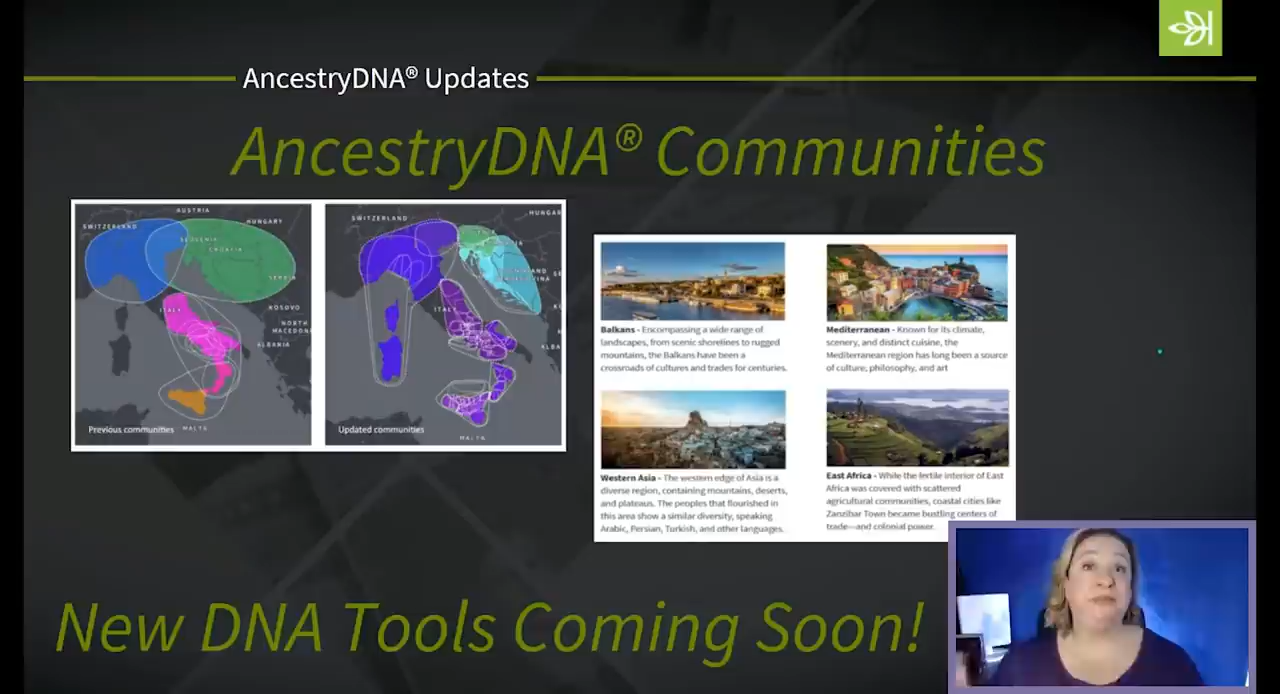 AncestryDNA® Updates
AncestryDNA® Communities
AUSTRIA
SWITZERLAND
HUNGARY
SLOVENIA
CROATIA
SERBIA
ITALY
KOSOVO
NORTH
MACEDONIA
ALBANIA
MALTA
Previous communities
SWITZERLAND
HUNGAR
ITALY
MALTA
Updated communities
Balkans - Encompassing a wide range of
landscapes, from scenic shorelines to rugged
mountains, the Balkans have been a
crossroads of cultures and trades for centuries.
Mediterranean - Known for its climate,
scenery, and distinct cuisine, the
Mediterranean region has long been a source
of culture, philosophy, and art
Western Asia - The western edge of Asia is a
diverse region, containing mountains, deserts,
and plateaus. The peoples that flourished in
this area show a similar diversity, speaking
Arabic, Persian, Turkish, and other languages.
East Africa - While the fertile interior of East
Africa was covered with scattered
agricultural communities, coastal cities like
Zanzibar Town became bustling centers of
trade—and colonial power.
New DNA Tools Coming Soon!